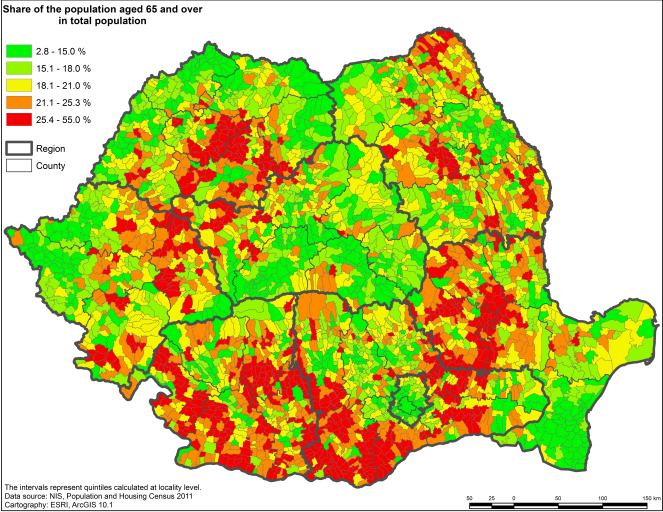 Share of the population aged 65 and over
in total population
2.8 - 15.0 %
15.1 - 18.0 %
18.1 - 21.0 %
21.1 - 25.3 %
25.4 - 55.0 %
Region
County
The intervals represent quintiles calculated at locality level.
Data source: NIS, Population and Housing Census 2011
Cartography: ESRI, ArcGIS 10.1
50 25 0 50 100 150 km